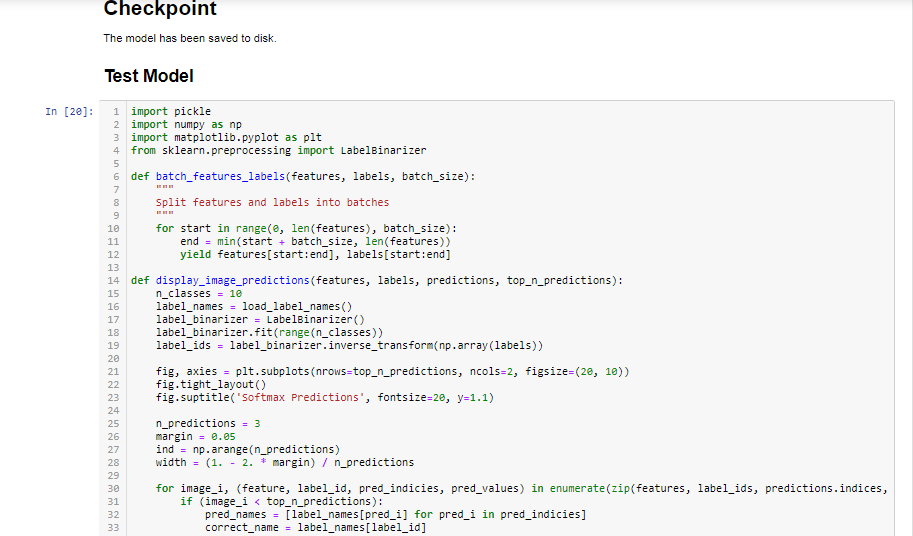 Checkpoint
The model has been saved to disk.
Test Model
In [20]:
1 import pickle
2 import numpy as np
3 import matplotlib.pyplot as plt
4 from sklearn.preprocessing import LabelBinarizer
5
6 def batch_features_labels(features, labels, batch_size):
7     """
8     Split features and labels into batches
9     """
10     for start in range(0, len(features), batch_size):
11         end = min(start + batch_size, len(features))
12         yield features[start:end], labels[start:end]
13
14 def display_image_predictions(features, labels, predictions, top_n_predictions):
15     n_classes = 10
16     label_names = load_label_names()
17     label_binarizer = LabelBinarizer()
18     label_binarizer.fit(range(n_classes))
19     label_ids = label_binarizer.inverse_transform(np.array(labels))
20
21     fig, axies = plt.subplots(nrows=top_n_predictions, ncols=2, figsize=(20, 10))
22     fig.tight_layout()
23     fig.suptitle('Softmax Predictions', fontsize=20, y=1.1)
24
25     n_predictions = 3
26     margin = 0.05
27     ind = np.arange(n_predictions)
28     width = (1. - 2. * margin) / n_predictions
29
30     for image_i, (feature, label_id, pred_indicies, pred_values) in enumerate(zip(features, label_ids, predictions.indices,
31         if (image_i < top_n_predictions):
32             pred_names = [label_names[pred_i] for pred_i in pred_indicies]
33             correct_name = label_names[label_id]